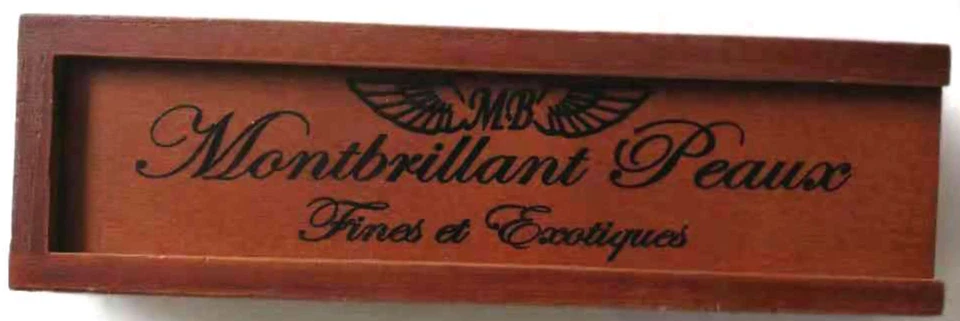 MB
Montbrillant Peaux
Fines et Exotiques